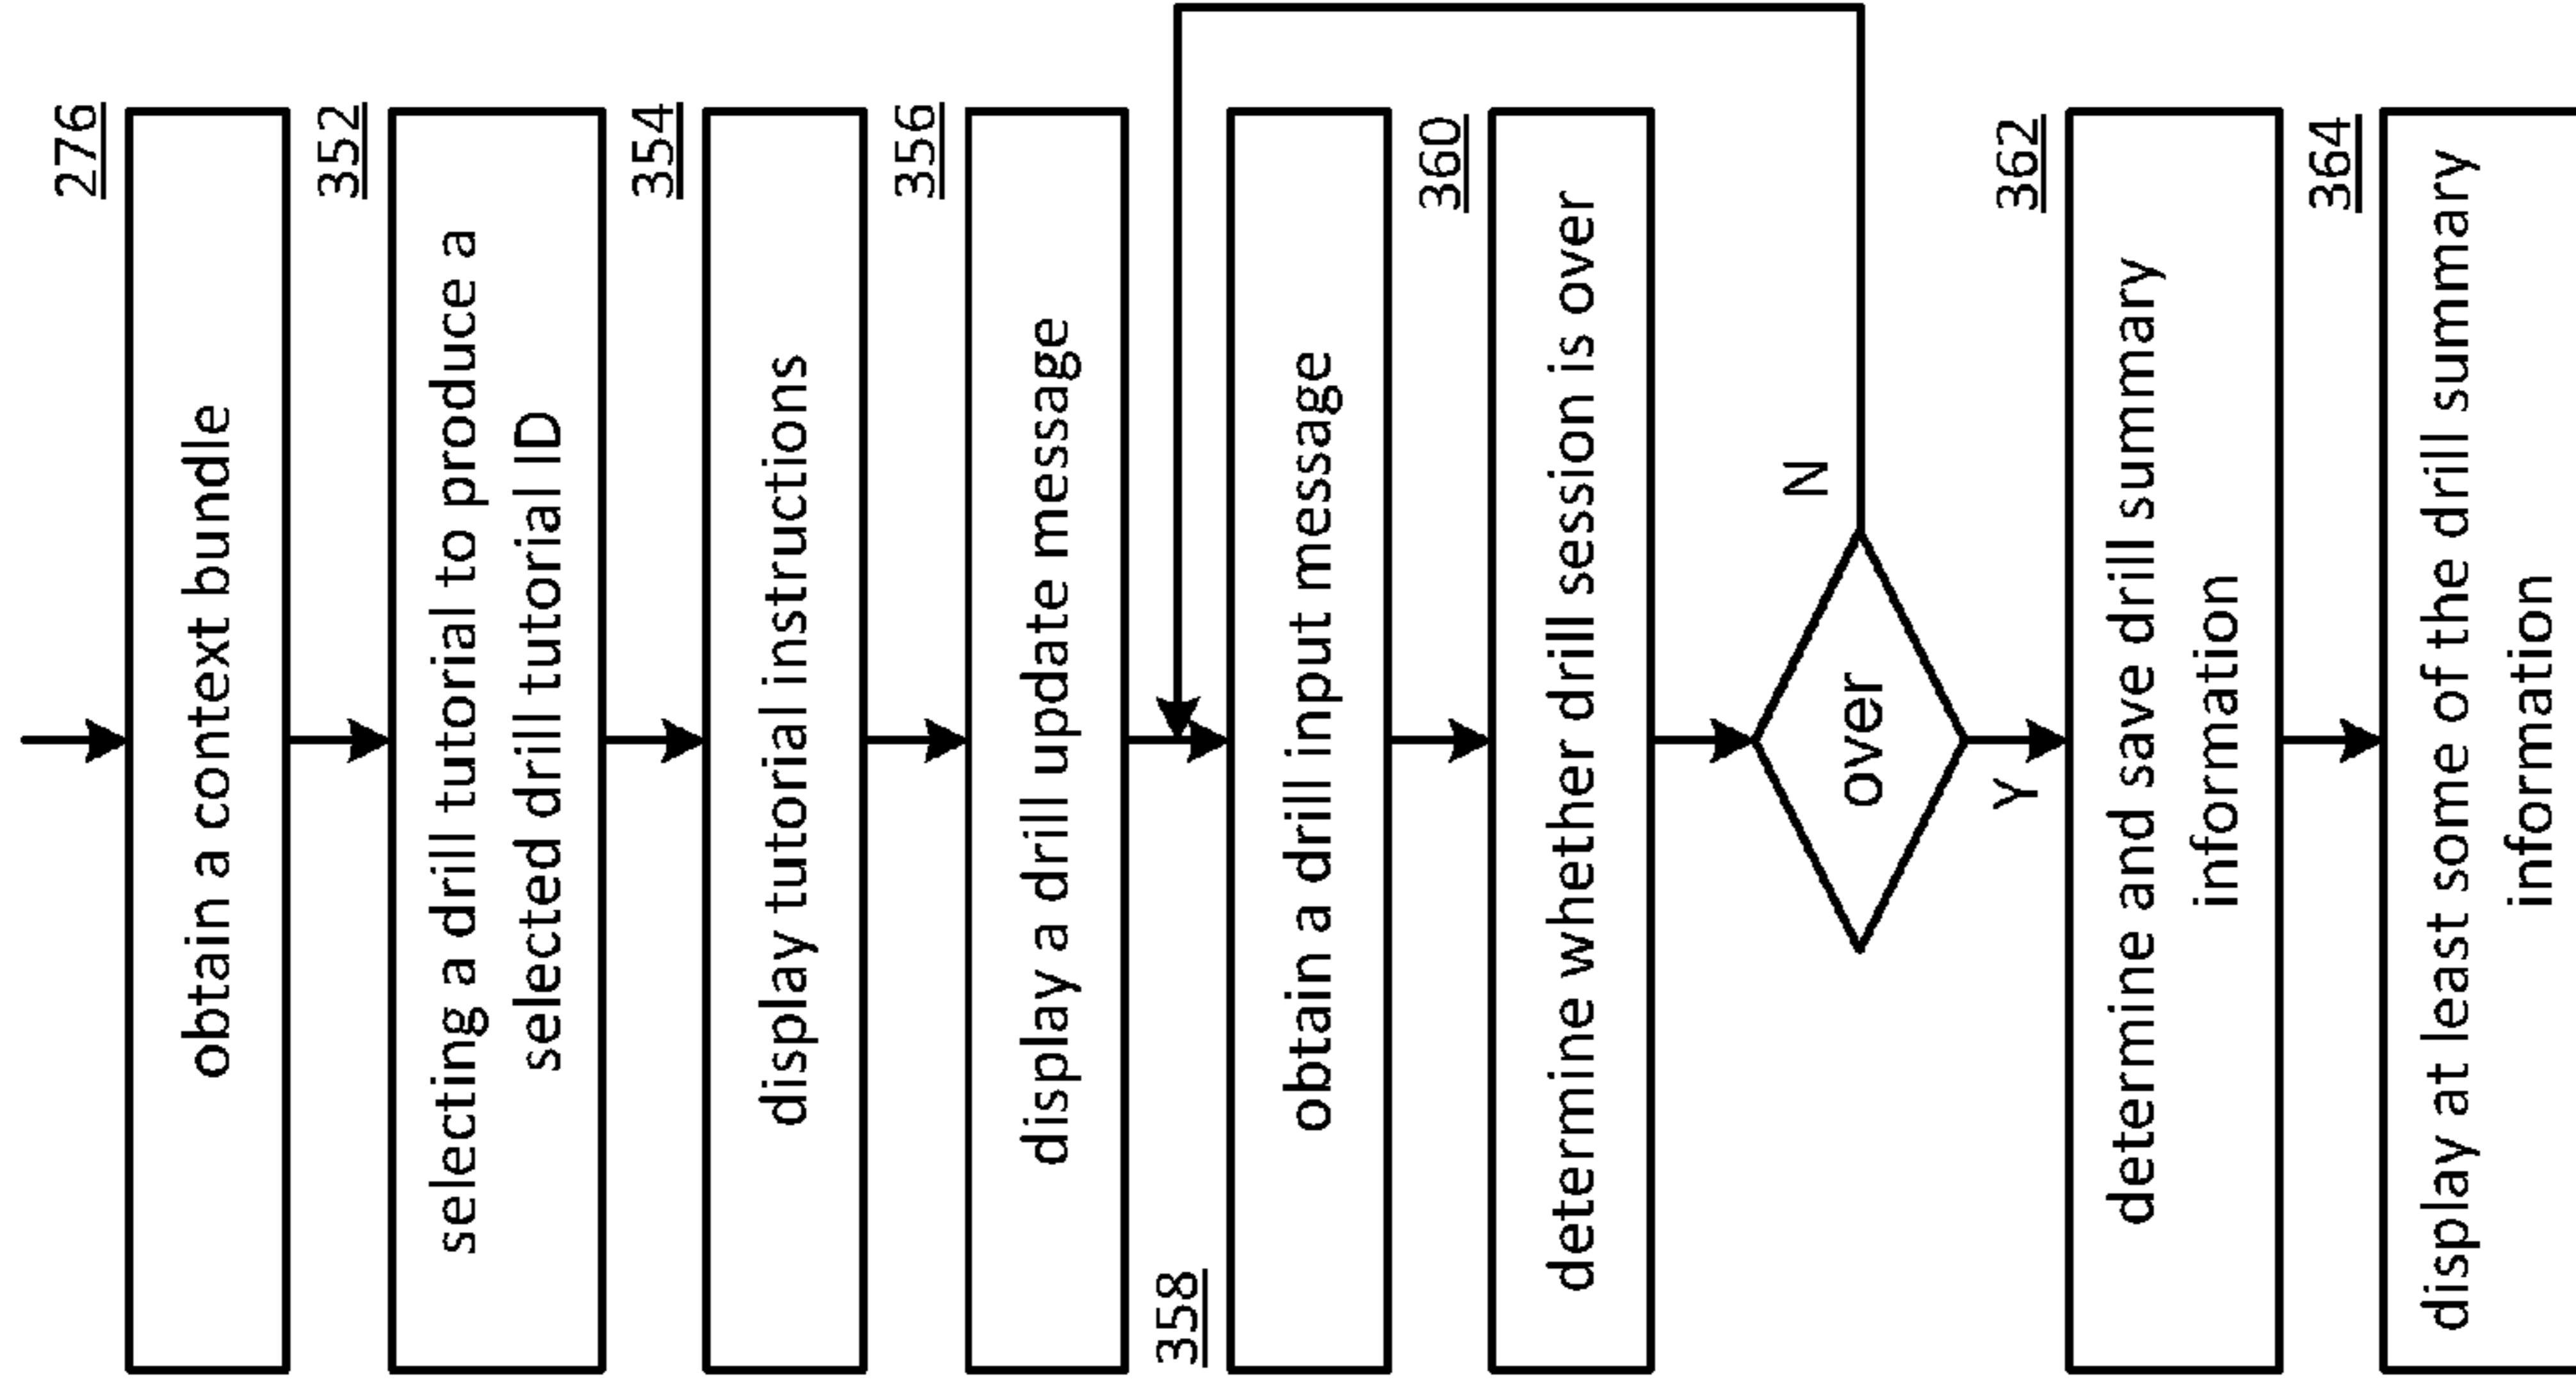 276
obtain a context bundle
352
selecting a drill tutorial to produce a
selected drill tutorial ID
354
display tutorial instructions
356
display a drill update message
358
obtain a drill input message
360
determine whether drill session is over
over
N
Y
362
determine and save drill summary
information
364
display at least some of the drill summary
information